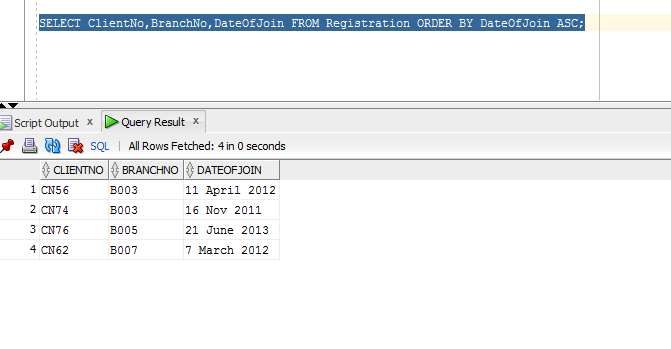 SELECT ClientNo,BranchNo,DateOfJoin FROM Registration ORDER BY DateOfJoin ASC;
Script Output x Query Result x
SQL | All Rows Fetched: 4 in 0 seconds
CLIENTNO BRANCHNO DATEOFJOIN
1 CN56 B003 11 April 2012
2 CN74 B003 16 Nov 2011
3 CN76 B005 21 June 2013
4 CN62 B007 7 March 2012